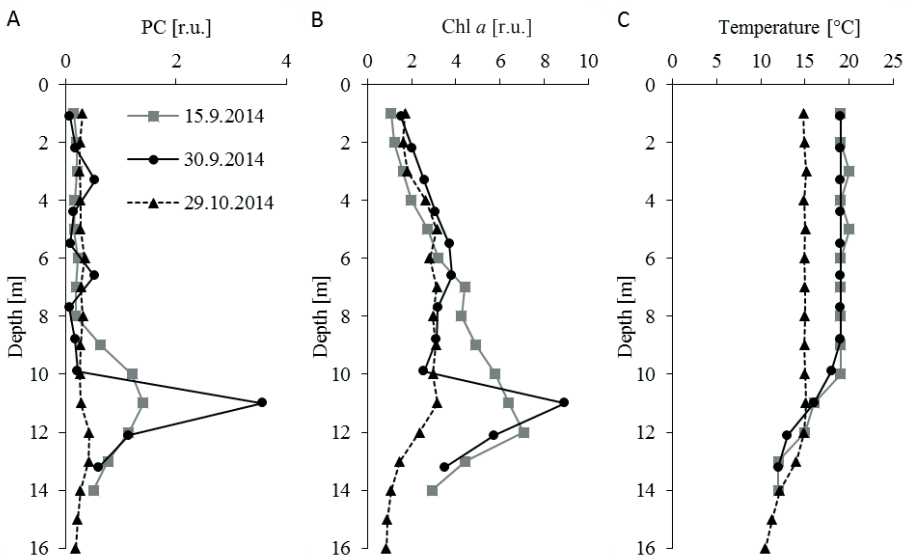 A PC [r.u.] B Chl a [r.u.] C Temperature [°C]
0 2 4 0 2 4 6 8 10 0 5 10 15 20 25
0 0 0
15.9.2014
2 2 2
30.9.2014
4 4 4
29.10.2014
6 6 6
Depth [m] Depth [m] Depth [m]
8 8 8
10 10 10
12 12 12
14 14 14
16 16 16